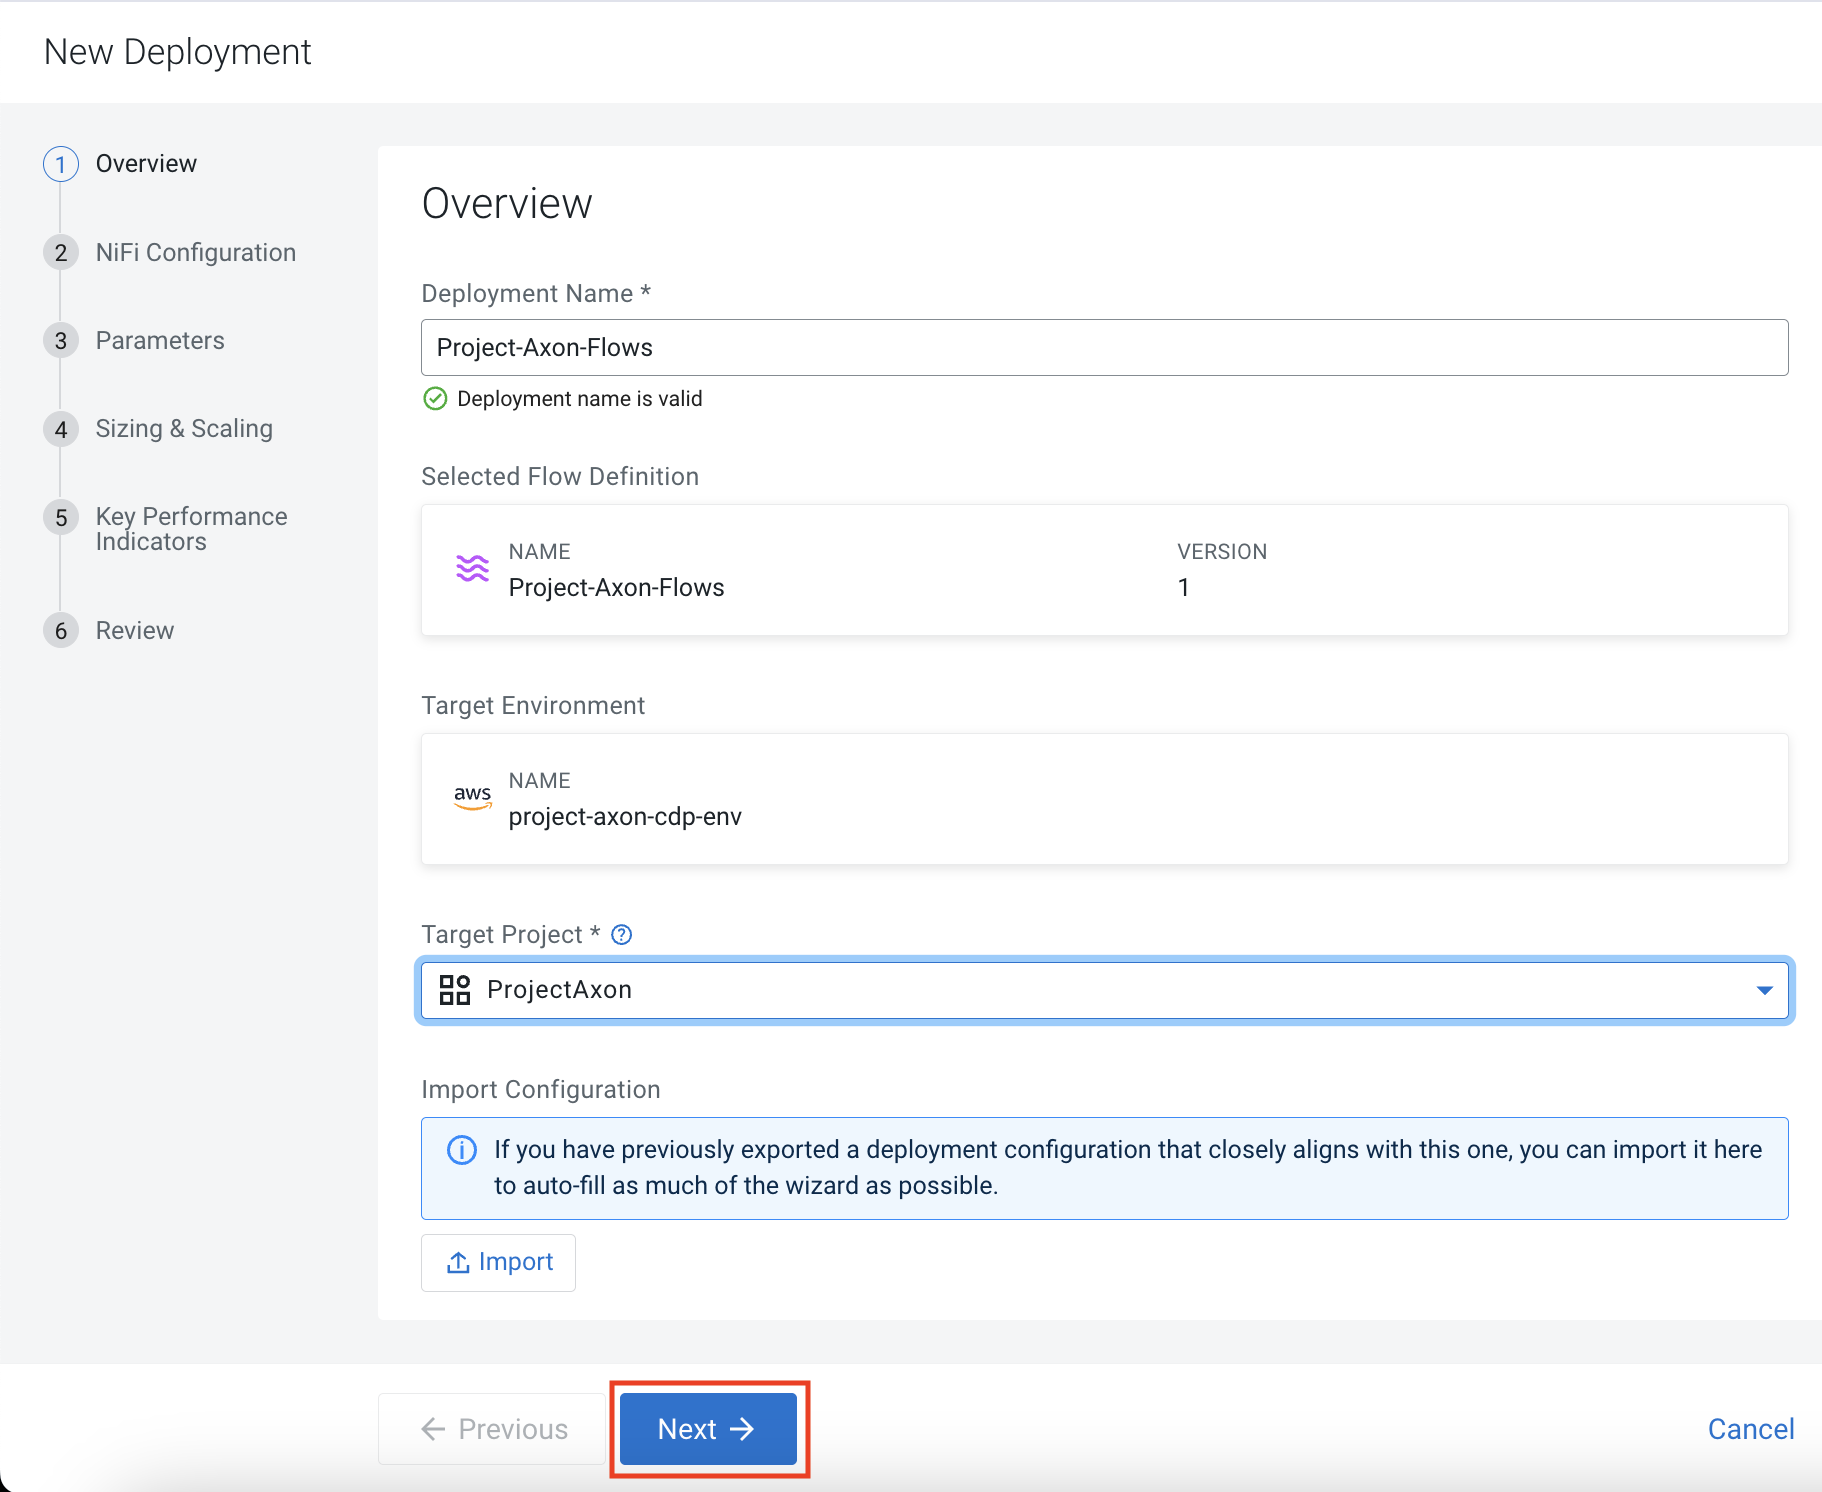 New Deployment
1 Overview
2 NiFi Configuration
3 Parameters
4 Sizing & Scaling
5 Key Performance
Indicators
6 Review
Overview
Deployment Name *
Project-Axon-Flows
Deployment name is valid
Selected Flow Definition
NAME VERSION
Project-Axon-Flows 1
Target Environment
aws NAME
project-axon-cdp-env
Target Project * ?
ProjectAxon
Import Configuration
If you have previously exported a deployment configuration that closely aligns with this one, you can import it here
to auto-fill as much of the wizard as possible.
Import
Previous Next Cancel